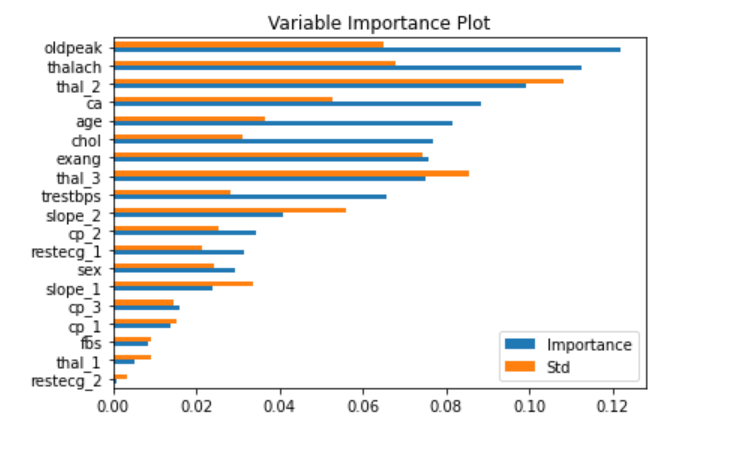 Variable Importance Plot
oldpeak
thalach
thal_2
ca
age
chol
exang
thal_3
trestbps
slope_2
cp_2
restecg_1
sex
slope_1
cp_3
cp_1
fbs
thal_1
restecg_2
Importance
Std
0.00 0.02 0.04 0.06 0.08 0.10 0.12